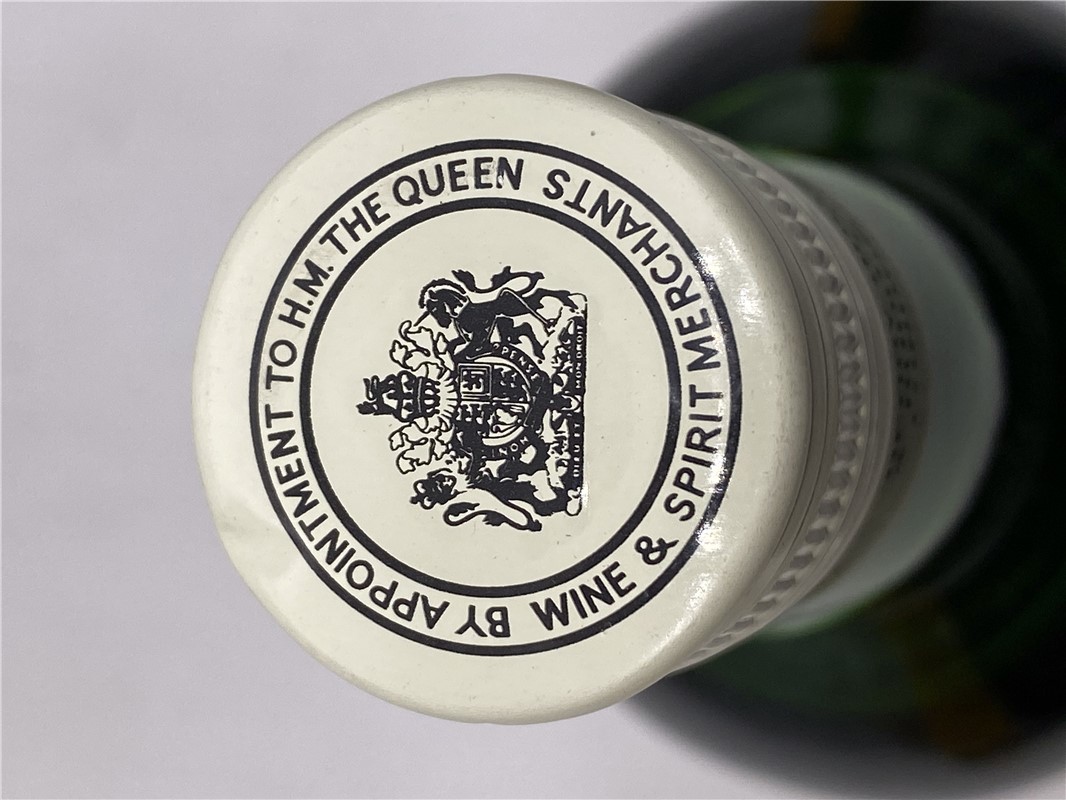 BY APPOINTMENT TO H.M. THE QUEEN
WINE & SPIRIT MERCHANTS